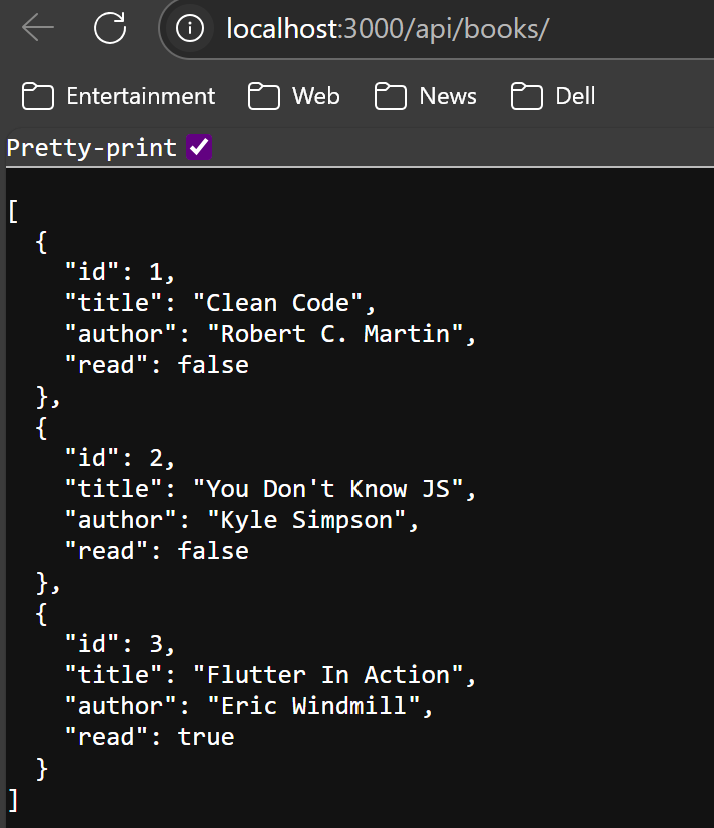 localhost:3000/api/books/
Entertainment Web News Dell
Pretty-print
[
  {
    "id": 1,
    "title": "Clean Code",
    "author": "Robert C. Martin",
    "read": false
  },
  {
    "id": 2,
    "title": "You Don't Know JS",
    "author": "Kyle Simpson",
    "read": false
  },
  {
    "id": 3,
    "title": "Flutter In Action",
    "author": "Eric Windmill",
    "read": true
  }
]